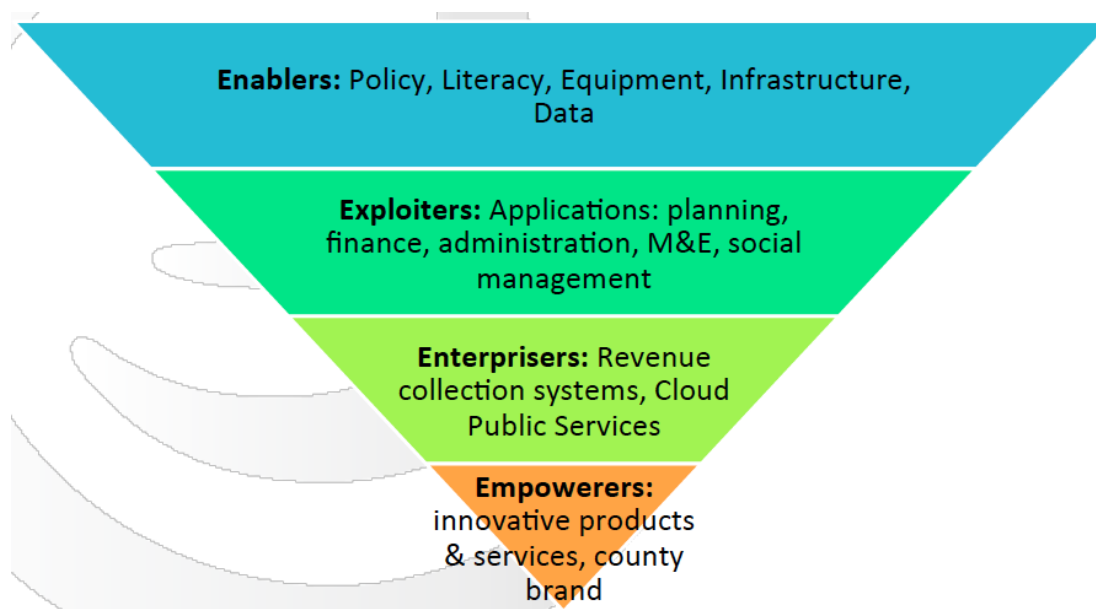 Enablers: Policy, Literacy, Equipment, Infrastructure,
Data
Exploiters: Applications: planning,
finance, administration, M&E, social
management
Enterprisers: Revenue
collection systems, Cloud
Public Services
Empowerers:
innovative products
& services, county
brand